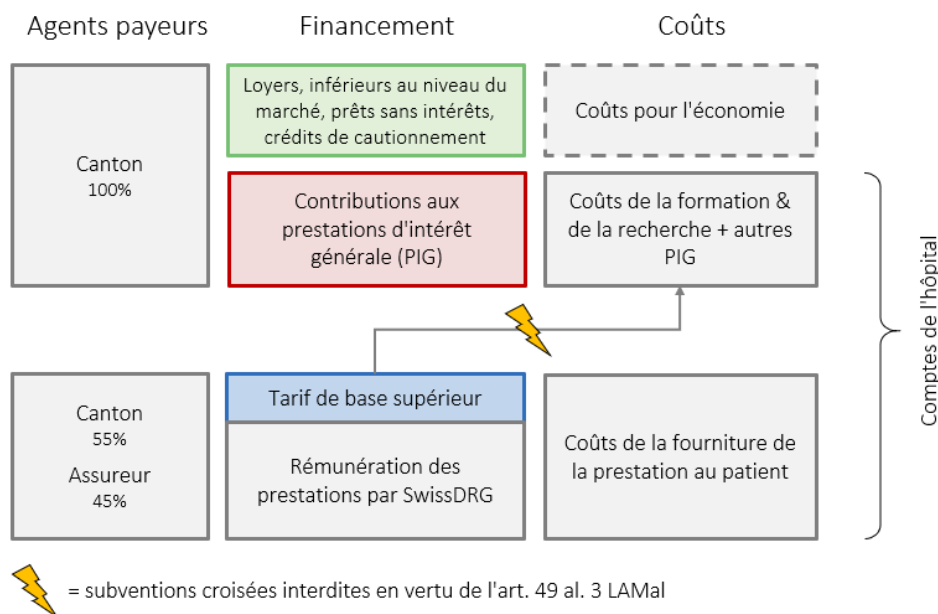 Agents payeurs
Financement
Coûts
Canton
100%
Loyers, inférieurs au niveau du
marché, prêts sans intérêts,
crédits de cautionnement
Coûts pour l'économie
Contributions aux
prestations d'intérêt
générale (PIG)
Coûts de la formation &
de la recherche + autres
PIG
Comptes de l'hôpital
Canton
55%
Assureur
45%
Tarif de base supérieur
Rémunération des
prestations par SwissDRG
Coûts de la fourniture de
la prestation au patient
= subventions croisées interdites en vertu de l'art. 49 al. 3 LAMal